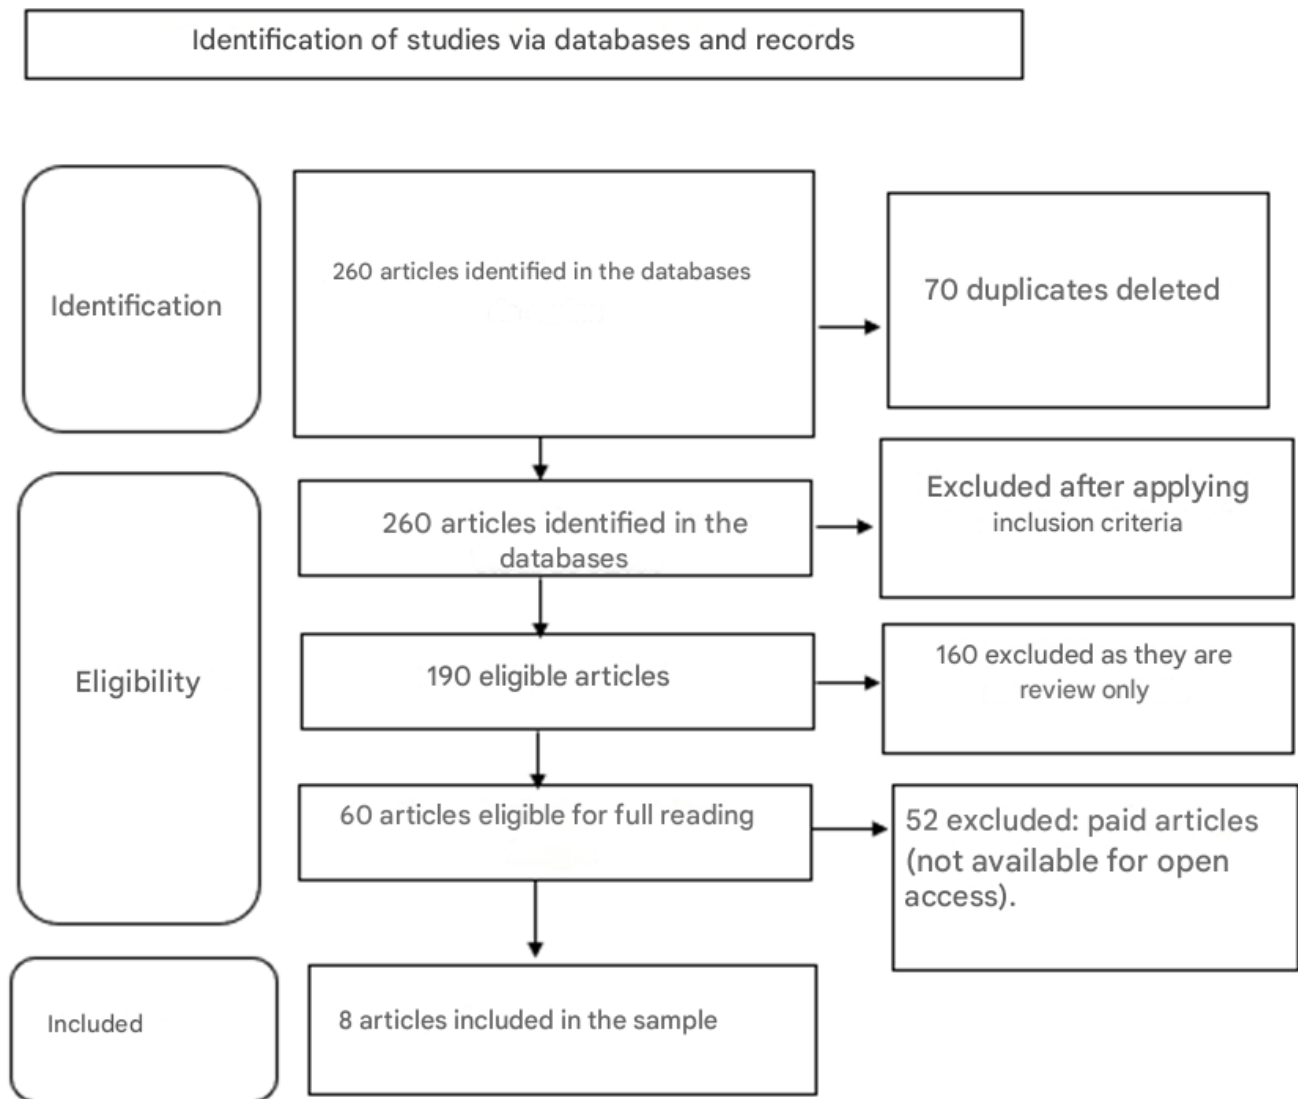 Identification of studies via databases and records
Identification
260 articles identified in the databases
70 duplicates deleted
Eligibility
260 articles identified in the
databases
Excluded after applying
inclusion criteria
190 eligible articles
160 excluded as they are
review only
60 articles eligible for full reading
52 excluded: paid articles
(not available for open
access).
Included
8 articles included in the sample